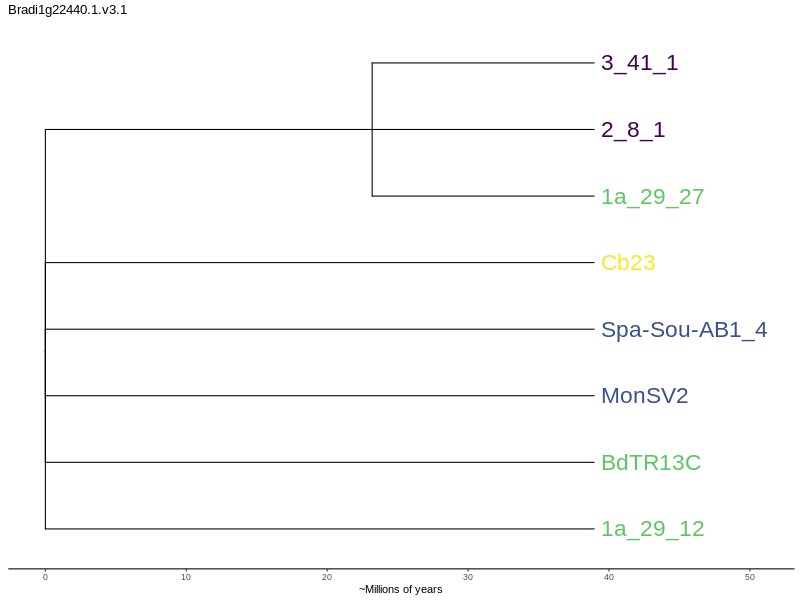 Bradi1g22440.1.v3.1
3_41_1
2_8_1
1a_29_27
Cb23
Spa-Sou-AB1_4
MonSV2
BdTR13C
1a_29_12
0 10 20 30 40 50
~Millions of years